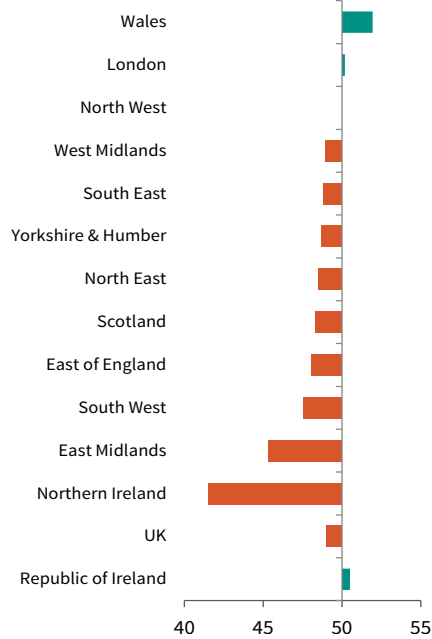 Wales
London
North West
West Midlands
South East
Yorkshire & Humber
North East
Scotland
East of England
South West
East Midlands
Northern Ireland
UK
Republic of Ireland
40 45 50 55